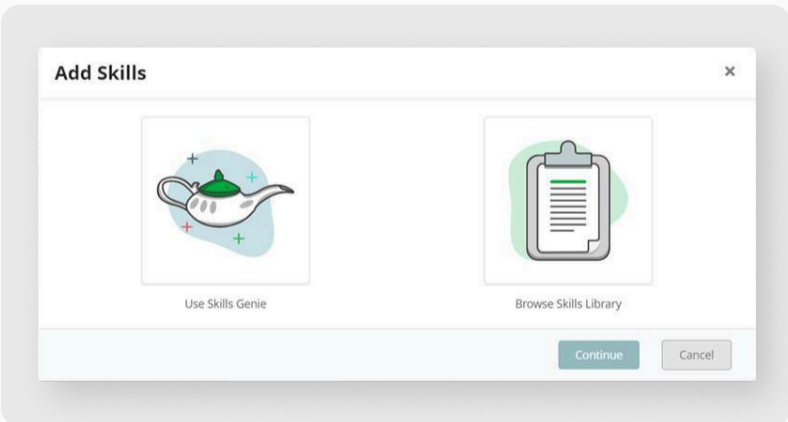 Add Skills
Use Skills Genie
Browse Skills Library
Continue
Cancel